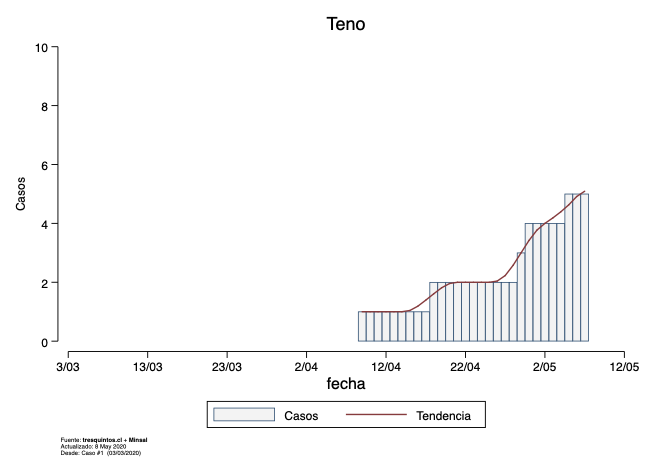 Teno
10
8
6
4
2
0
Casos
3/03 13/03 23/03 2/04 12/04 22/04 2/05 12/05
fecha
Casos Tendencia
Fuente: tresquintos.cl + Minsal
Actualizado: 8 May 2020
Desde: Caso #1 (03/03/2020)